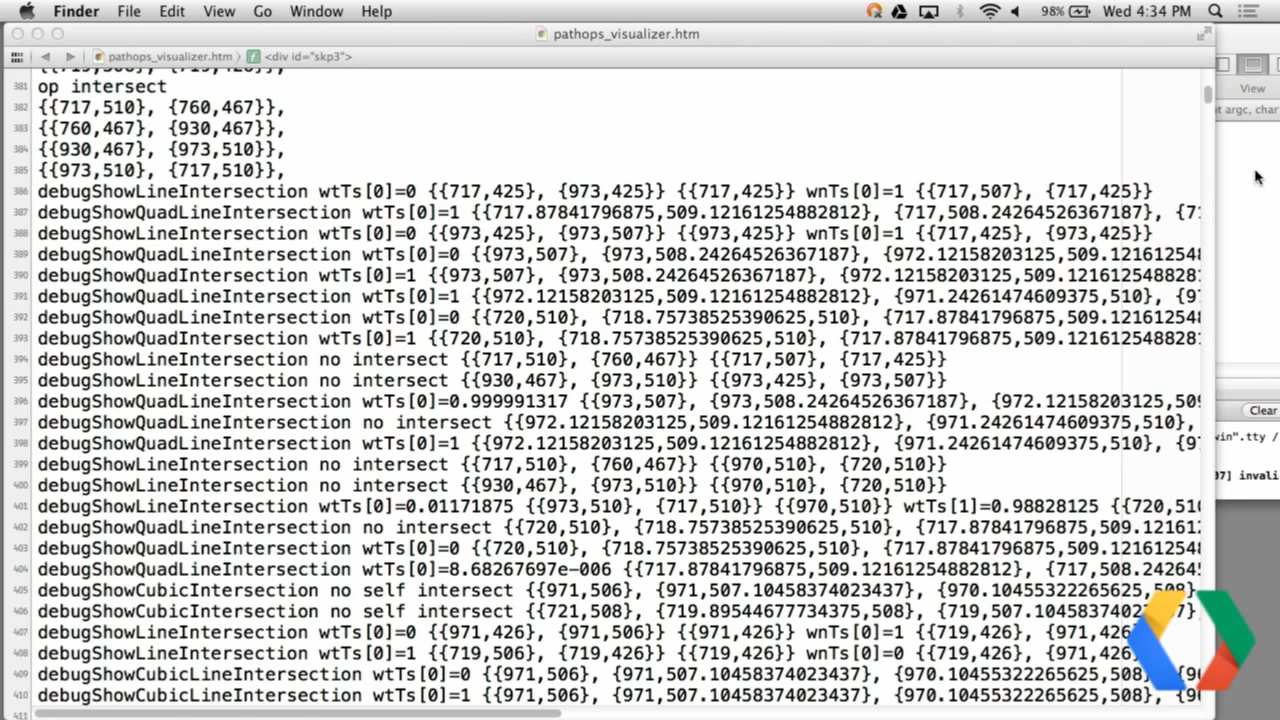 Finder File Edit View Go Window Help 98% Wed 4:34 PM
pathops_visualizer.htm
pathops_visualizer.htm <div id="skp3">
View
381 op intersect
nt argc, char
382 {{717,510}, {760,467}},
383 {{760,467}, {930,467}},
384 {{930,467}, {973,510}},
385 {{973,510}, {717,510}},
386 debugShowLineIntersection wtTs[0]=0 {{717,425}, {973,425}} {{717,425}} wnTs[0]=1 {{717,507}, {717,425}}
387 debugShowQuadLineIntersection wtTs[0]=1 {{717.87841796875,509.12161254882812}, {717,508.24264526367187}, {71
388 debugShowLineIntersection wtTs[0]=0 {{973,425}, {973,507}} {{973,425}} wnTs[0]=1 {{717,425}, {973,425}}
389 debugShowQuadLineIntersection wtTs[0]=0 {{973,507}, {973,508.24264526367187}, {972.12158203125,509.121612548
390 debugShowQuadIntersection wtTs[0]=1 {{973,507}, {973,508.24264526367187}, {972.12158203125,509.1216125488281
391 debugShowQuadLineIntersection wtTs[0]=1 {{972.12158203125,509.12161254882812}, {971.24261474609375,510}, {97
392 debugShowQuadLineIntersection wtTs[0]=0 {{720,510}, {718.75738525390625,510}, {717.87841796875,509.121612548
393 debugShowQuadIntersection wtTs[0]=1 {{720,510}, {718.75738525390625,510}, {717.87841796875,509.1216125488281
394 debugShowLineIntersection no intersect {{717,510}, {760,467}} {{717,507}, {717,425}}
395 debugShowLineIntersection no intersect {{930,467}, {973,510}} {{973,425}, {973,507}}
396 debugShowQuadLineIntersection wtTs[0]=0.999991317 {{973,507}, {973,508.24264526367187}, {972.12158203125,509
Clear
397 debugShowQuadLineIntersection no intersect {{972.12158203125,509.12161254882812}, {971.24261474609375,510},
398 debugShowQuadLineIntersection wtTs[0]=1 {{972.12158203125,509.12161254882812}, {971.24261474609375,510}, {97
vin".tty /
399 debugShowLineIntersection no intersect {{717,510}, {760,467}} {{970,510}, {720,510}}
07] invali
400 debugShowLineIntersection no intersect {{930,467}, {973,510}} {{970,510}, {720,510}}
401 debugShowLineIntersection wtTs[0]=0.01171875 {{973,510}, {717,510}} {{970,510}} wtTs[1]=0.98828125 {{720,510
402 debugShowQuadLineIntersection no intersect {{720,510}, {718.75738525390625,510}, {717.87841796875,509.12161
403 debugShowQuadLineIntersection wtTs[0]=0 {{720,510}, {718.75738525390625,510}, {717.87841796875,509.121612548
404 debugShowQuadLineIntersection wtTs[0]=8.68267697e-006 {{717.87841796875,509.12161254882812}, {717,508.242645
405 debugShowCubicIntersection no self intersect {{971,506}, {971,507.10458374023437}, {970.10455322265625,508}
406 debugShowCubicIntersection no self intersect {{721,508}, {719.89544677734375,508}, {719,507.10458374023437}
407 debugShowLineIntersection wtTs[0]=0 {{971,426}, {971,506}} {{971,426}} wnTs[0]=1 {{719,426}, {971,426
408 debugShowLineIntersection wtTs[0]=1 {{719,506}, {719,426}} {{719,426}} wnTs[0]=0 {{719,426}, {971,426
409 debugShowCubicLineIntersection wtTs[0]=0 {{971,506}, {971,507.10458374023437}, {970.10455322265625,508}
410 debugShowCubicLineIntersection wtTs[0]=1 {{971,506}, {971,507.10458374023437}, {970.10455322265625,508}
411